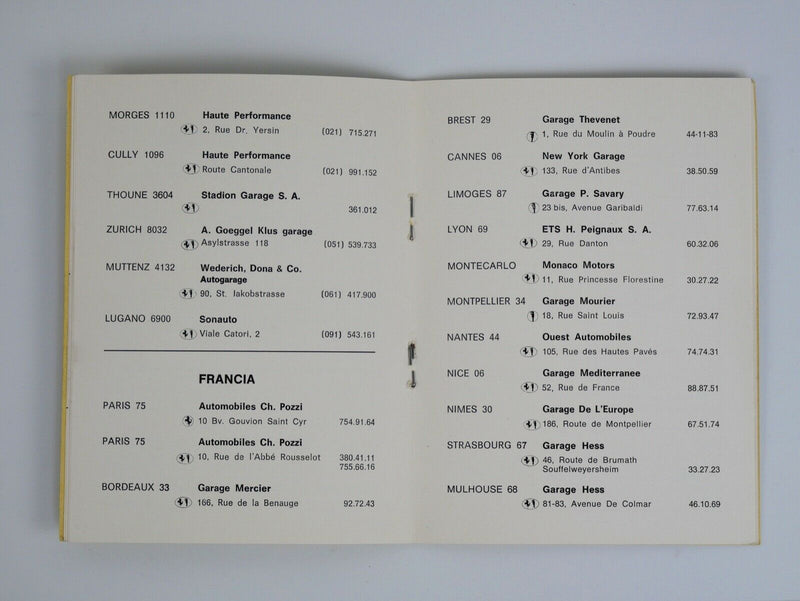 MORGES 1110 Haute Performance
2, Rue Dr. Yersin (021) 715.271
CULLY 1096 Haute Performance
Route Cantonale (021) 991.152
THOUNE 3604 Stadion Garage S. A.
361.012
ZURICH 8032 A. Goeggel Klus garage
Asylstrasse 118 (051) 539.733
MUTTENZ 4132 Wederich, Dona & Co.
Autogarage
90, St. Iakobstrasse (061) 417.900
LUGANO 6900 Sonauto
Viale Catori, 2 (091) 543.161
FRANCIA
PARIS 75 Automobiles Ch. Pozzi
10 Bv. Gouvion Saint Cyr 754.91.64
PARIS 75 Automobiles Ch. Pozzi
10, Rue de l'Abbé Rousselot 380.41.11
755.66.16
BORDEAUX 33 Garage Mercier
166, Rue de la Benauge 92.72.43
BREST 29 Garage Thevenet
1, Rue du Moulin à Poudre 44-11-83
CANNES 06 New York Garage
133, Rue d'Antibes 38.50.59
LIMOGES 87 Garage P. Savary
23 bis, Avenue Garibaldi 77.63.14
LYON 69 ETS H. Peignaux S. A.
29, Rue Danton 60.32.06
MONTECARLO Monaco Motors
11, Rue Princesse Florestine 30.27.22
MONTPELLIER 34 Garage Mourier
18, Rue Saint Louis 72.93.47
NANTES 44 Ouest Automobiles
105, Rue des Hautes Pavés 74.74.31
NICE 06 Garage Mediterranee
52, Rue de France 88.87.51
NIMES 30 Garage De L'Europe
186, Route de Montpellier 67.51.74
STRASBOURG 67 Garage Hess
46, Route de Brumath
Souffelweyersheim 33.27.23
MULHOUSE 68 Garage Hess
81-83, Avenue De Colmar 46.10.69